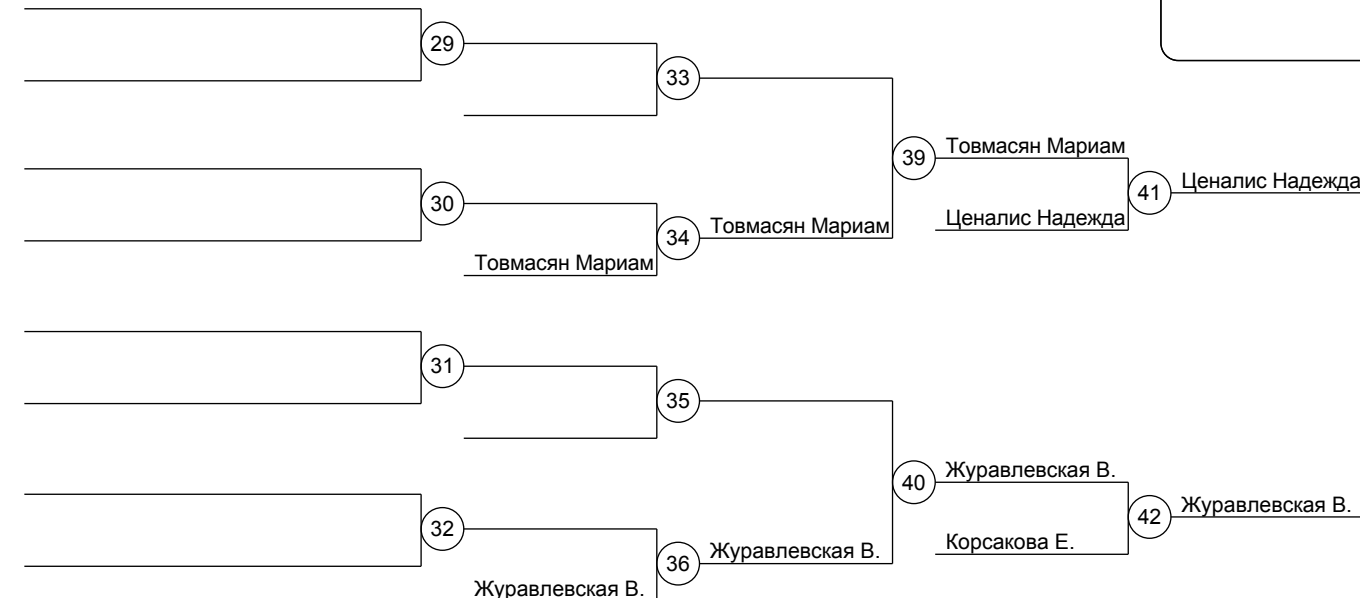 29
33
39
Товмасян Мариам
41
Ценалис Надежда
30
34
Товмасян Мариам
Ценалис Надежда
Товмасян Мариам
31
35
40
Журавлевская В.
42
Журавлевская В.
32
36
Журавлевская В.
Корсакова Е.
Журавлевская В.